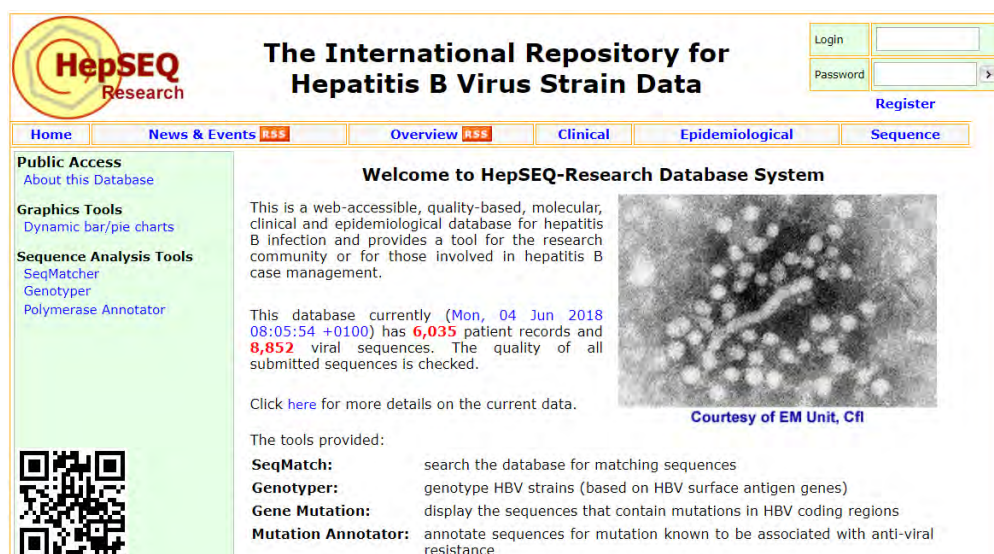 HepSEQ
Research
The International Repository for
Hepatitis B Virus Strain Data
Login
Password
Register
Home
News & Events RSS
Overview RSS
Clinical
Epidemiological
Sequence
Public Access
About this Database
Graphics Tools
Dynamic bar/pie charts
Sequence Analysis Tools
SeqMatcher
Genotyper
Polymerase Annotator
Welcome to HepSEQ-Research Database System
This is a web-accessible, quality-based, molecular,
clinical and epidemiological database for hepatitis
B infection and provides a tool for the research
community or for those involved in hepatitis B
case management.
This database currently (Mon, 04 Jun 2018
08:05:54 +0100) has 6,035 patient records and
8,852 viral sequences. The quality of all
submitted sequences is checked.
Click here for more details on the current data.
Courtesy of EM Unit, CfI
The tools provided:
SeqMatch: search the database for matching sequences
Genotyper: genotype HBV strains (based on HBV surface antigen genes)
Gene Mutation: display the sequences that contain mutations in HBV coding regions
Mutation Annotator: annotate sequences for mutation known to be associated with anti-viral
resistance